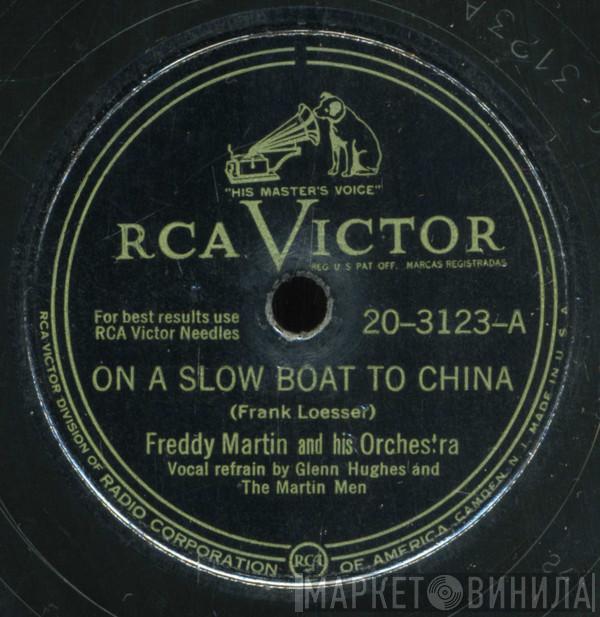 3123 A
"HIS MASTER'S VOICE"
RCA VICTOR
REG U S PAT OFF. MARCAS REGISTRADAS
For best results use
RCA Victor Needles
20-3123-A
ON A SLOW BOAT TO CHINA
(Frank Loesser)
Freddy Martin and his Orchestra
Vocal refrain by Glenn Hughes and
The Martin Men
RCA VICTOR DIVISION OF RADIO CORPORATION OF AMERICA, CAMDEN, N. J. MADE IN U. S. A.
RCA
МАРКЕТ ВИНИЛА